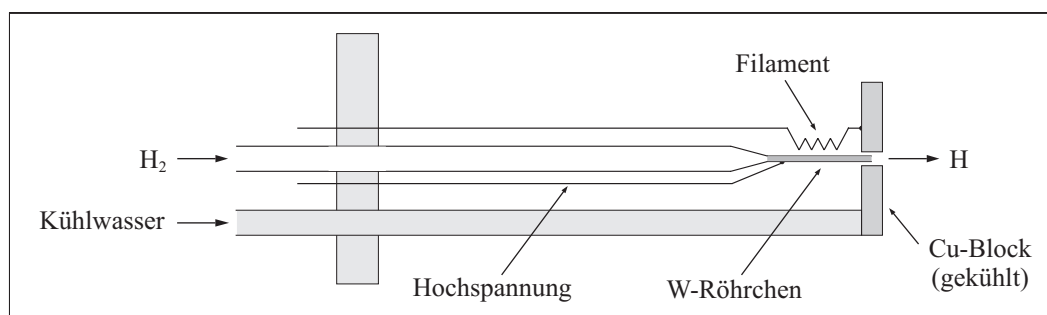 Filament
H₂
H
Kühlwasser
Hochspannung
W-Röhrchen
Cu-Block
(gekühlt)